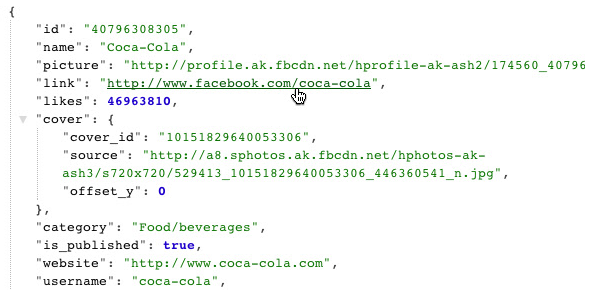 {
"id": "40796308305",
"name": "Coca-Cola",
"picture": "http://profile.ak.fbcdn.net/hprofile-ak-ash2/174560_40796
"link": "http://www.facebook.com/coca-cola",
"likes": 46963810,
"cover": {
"cover_id": "10151829640053306",
"source": "http://a8.sphotos.ak.fbcdn.net/hphotos-ak-
ash3/s720x720/529413_10151829640053306_446360541_n.jpg",
"offset_y": 0
},
"category": "Food/beverages",
"is_published": true,
"website": "http://www.coca-cola.com",
"username": "coca-cola",